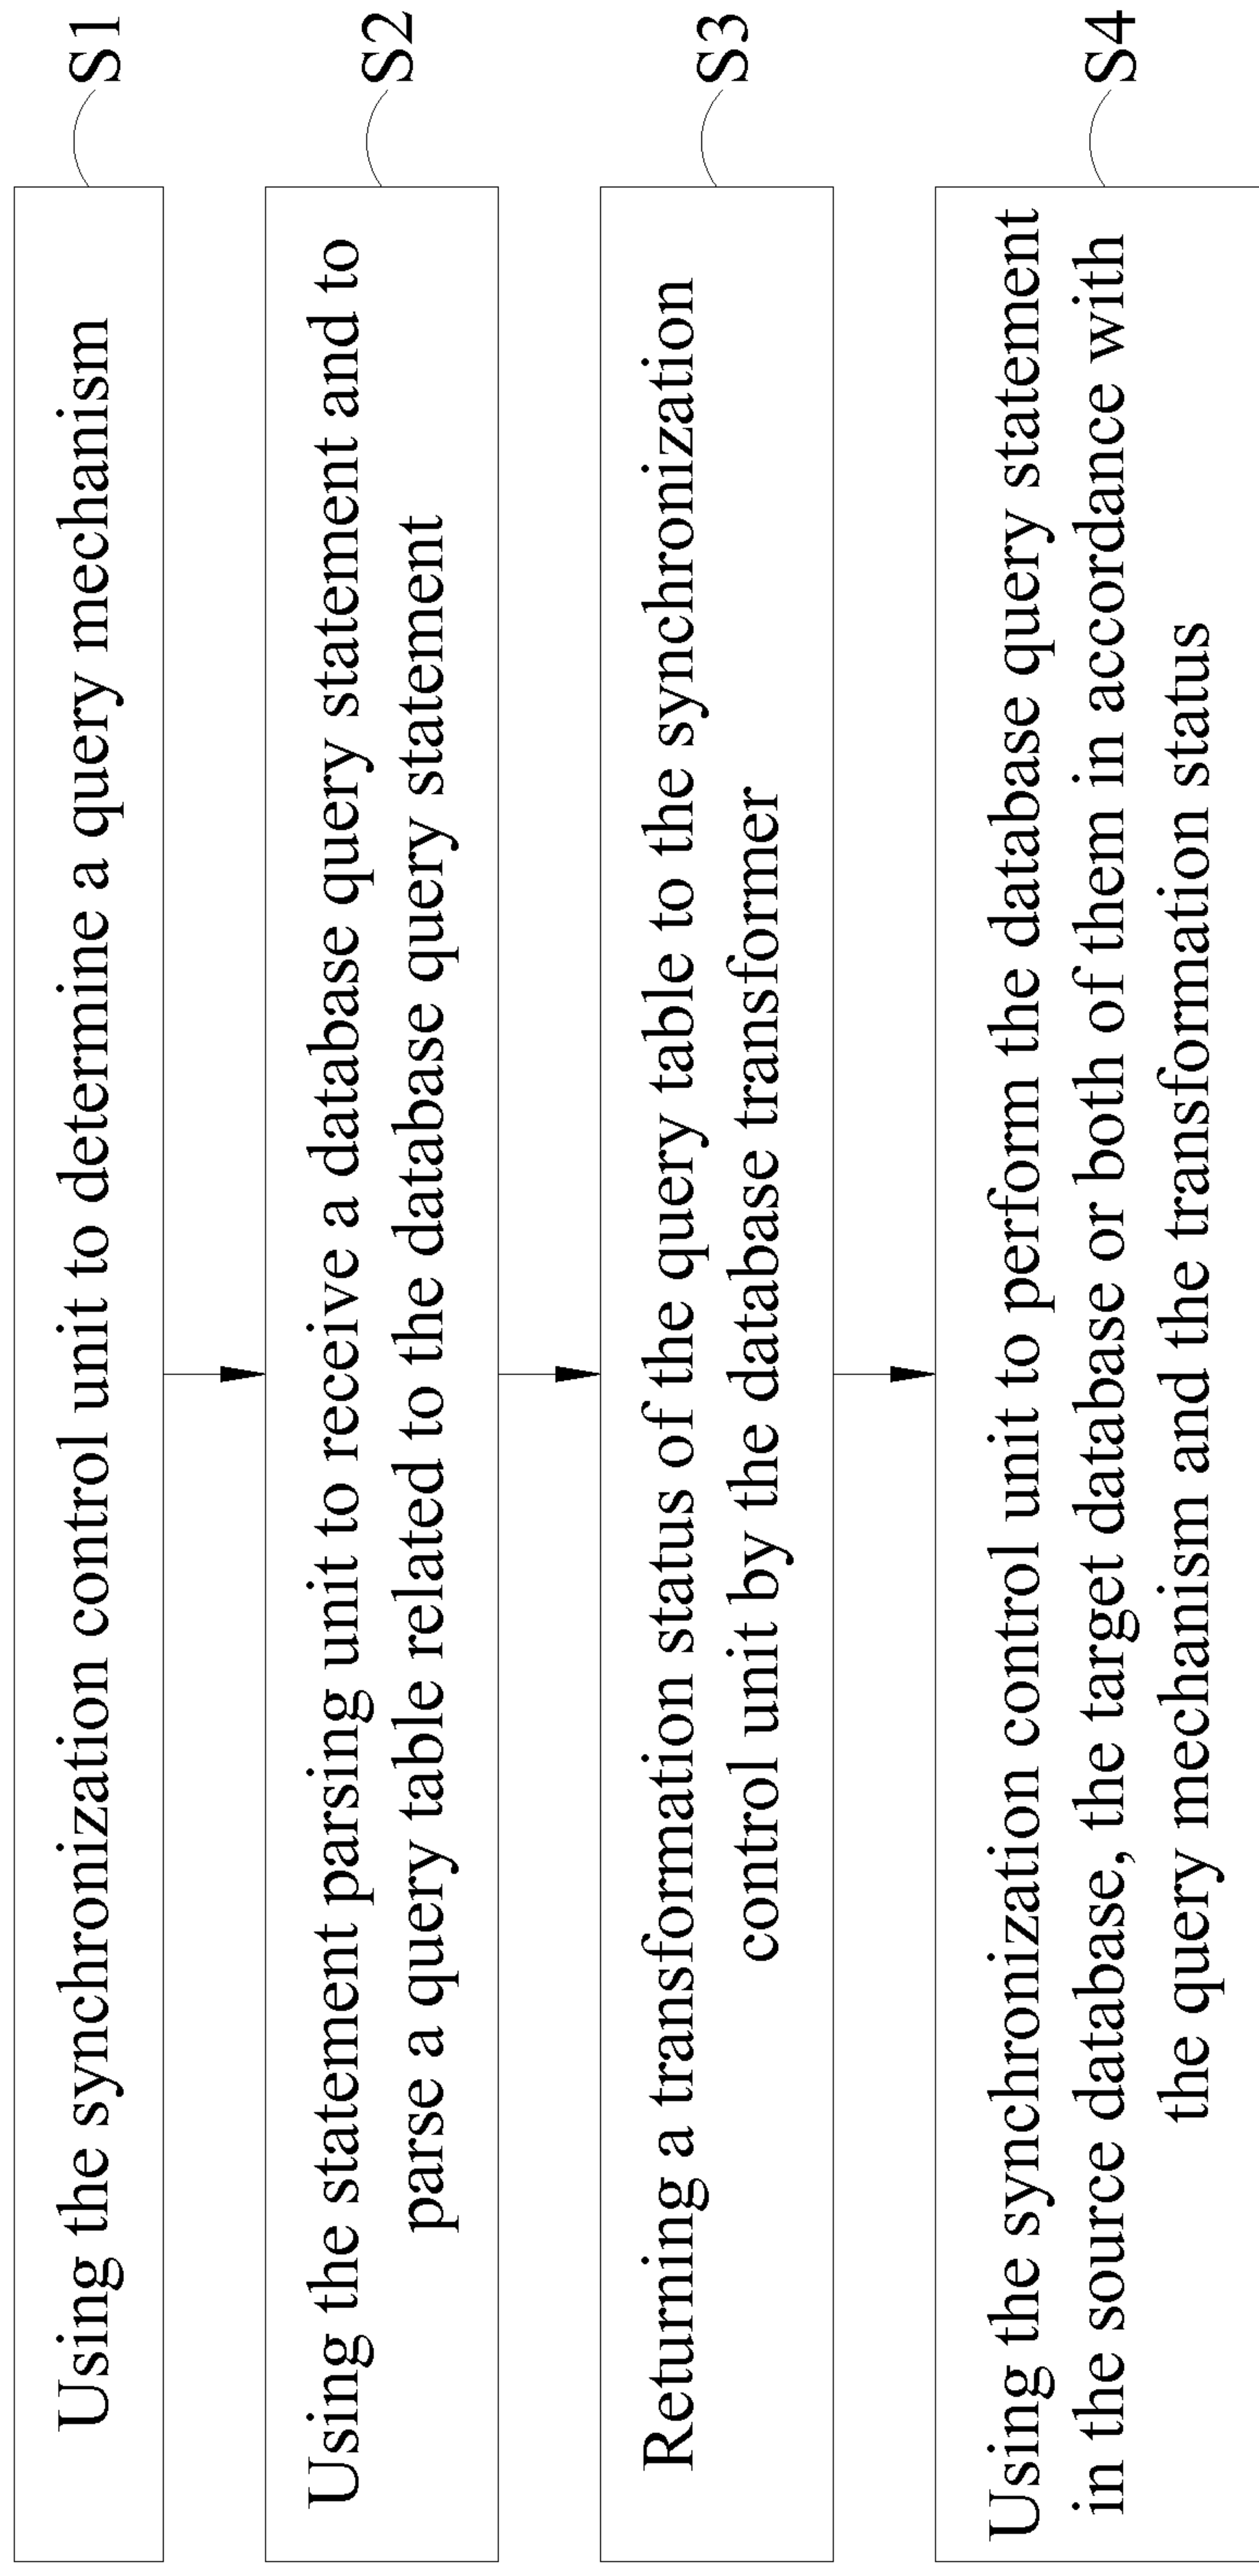 Using the synchronization control unit to determine a query mechanism
S1
Using the statement parsing unit to receive a database query statement and to
parse a query table related to the database query statement
S2
Returning a transformation status of the query table to the synchronization
control unit by the database transformer
S3
Using the synchronization control unit to perform the database query statement
in the source database, the target database or both of them in accordance with
the query mechanism and the transformation status
S4